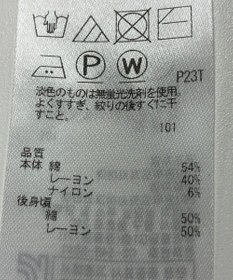 P
W
P23T
淡色のものは無蛍光洗剤を使用。
よくすすぎ、絞りの後すぐに干
すこと。
101
品質
本体 綿 54%
レーヨン 40%
ナイロン 6%
後身頃
綿 50%
レーヨン 50%